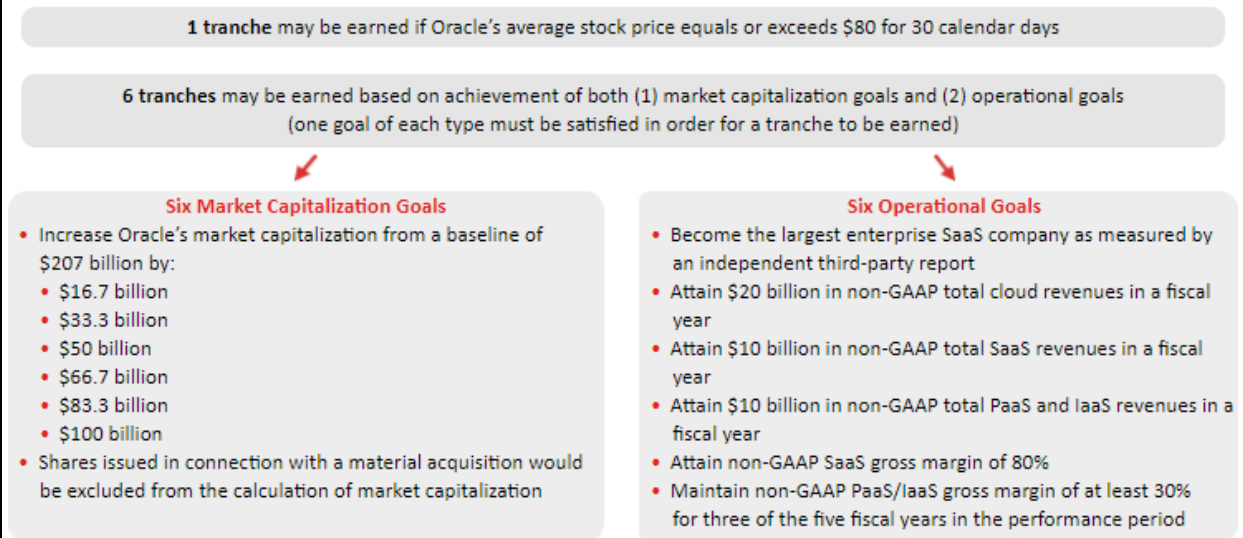 1 tranche may be earned if Oracle's average stock price equals or exceeds $80 for 30 calendar days
6 tranches may be earned based on achievement of both (1) market capitalization goals and (2) operational goals
(one goal of each type must be satisfied in order for a tranche to be earned)
Six Market Capitalization Goals
• Increase Oracle's market capitalization from a baseline of
$207 billion by:
• $16.7 billion
• $33.3 billion
• $50 billion
• $66.7 billion
• $83.3 billion
• $100 billion
• Shares issued in connection with a material acquisition would
be excluded from the calculation of market capitalization
Six Operational Goals
• Become the largest enterprise SaaS company as measured by
an independent third-party report
• Attain $20 billion in non-GAAP total cloud revenues in a fiscal
year
• Attain $10 billion in non-GAAP total SaaS revenues in a fiscal
year
• Attain $10 billion in non-GAAP total PaaS and IaaS revenues in a
fiscal year
• Attain non-GAAP SaaS gross margin of 80%
• Maintain non-GAAP PaaS/IaaS gross margin of at least 30%
for three of the five fiscal years in the performance period